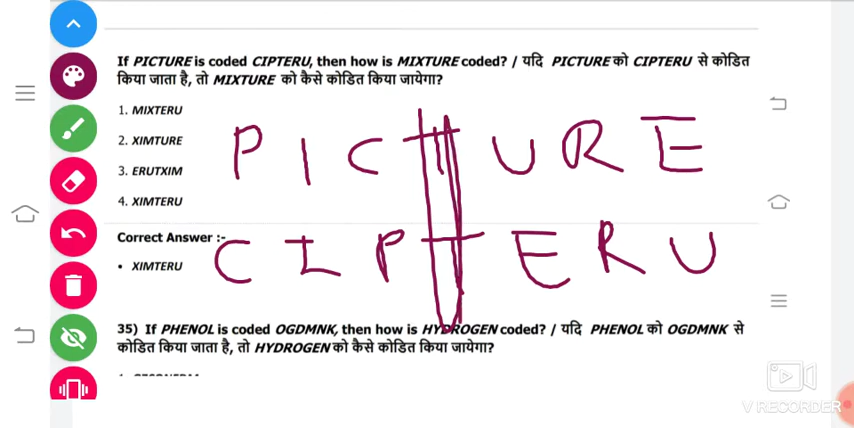 If PICTURE is coded CIPTERU, then how is MIXTURE coded? / यदि PICTURE को CIPTERU से कोडित
किया जाता है, तो MIXTURE को कैसे कोडित किया जायेगा?
1. MIXTERU
2. XIMTURE
3. ERUTXIM
4. XIMTERU
P I C T U R E
Correct Answer :-
• XIMTERU
C I P T E R U
35) If PHENOL is coded OGDMNK, then how is HYDROGEN coded? / यदि PHENOL को OGDMNK से
कोडित किया जाता है, तो HYDROGEN को कैसे कोडित किया जायेगा?
V RECORDER